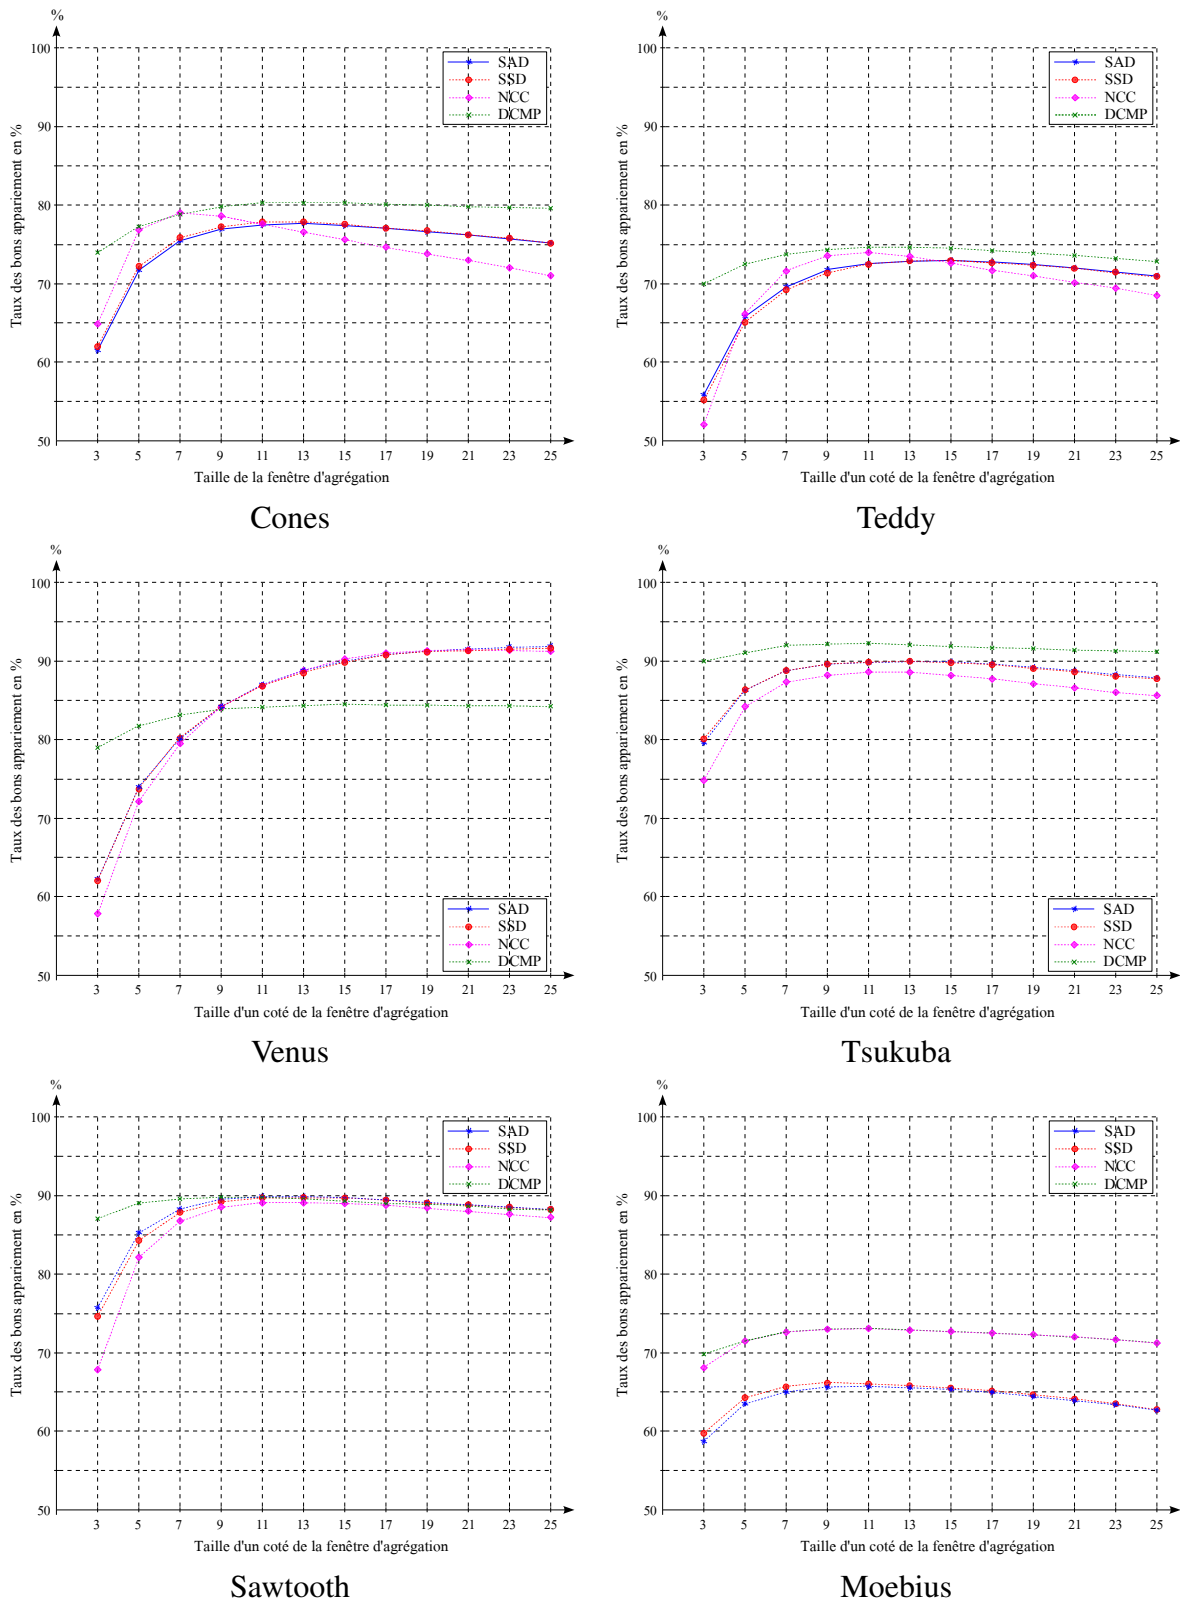 %
100
90
80
70
60
50
Taux des bons appariement en %
SAD
SSD
NCC
DCMP
3 5 7 9 11 13 15 17 19 21 23 25
Taille de la fenêtre d'agrégation
Cones
%
100
90
80
70
60
50
Taux des bons appariement en %
SAD
SSD
NCC
DCMP
3 5 7 9 11 13 15 17 19 21 23 25
Taille d'un coté de la fenêtre d'agrégation
Teddy
%
100
90
80
70
60
50
Taux des bons appariement en %
SAD
SSD
NCC
DCMP
3 5 7 9 11 13 15 17 19 21 23 25
Taille d'un coté de la fenêtre d'agrégation
Venus
%
100
90
80
70
60
50
Taux des bons appariement en %
SAD
SSD
NCC
DCMP
3 5 7 9 11 13 15 17 19 21 23 25
Taille d'un coté de la fenêtre d'agrégation
Tsukuba
%
100
90
80
70
60
50
Taux des bons appariement en %
SAD
SSD
NCC
DCMP
3 5 7 9 11 13 15 17 19 21 23 25
Taille d'un coté de la fenêtre d'agrégation
Sawtooth
%
100
90
80
70
60
50
Taux des bons appariement en %
SAD
SSD
NCC
DCMP
3 5 7 9 11 13 15 17 19 21 23 25
Taille d'un coté de la fenêtre d'agrégation
Moebius